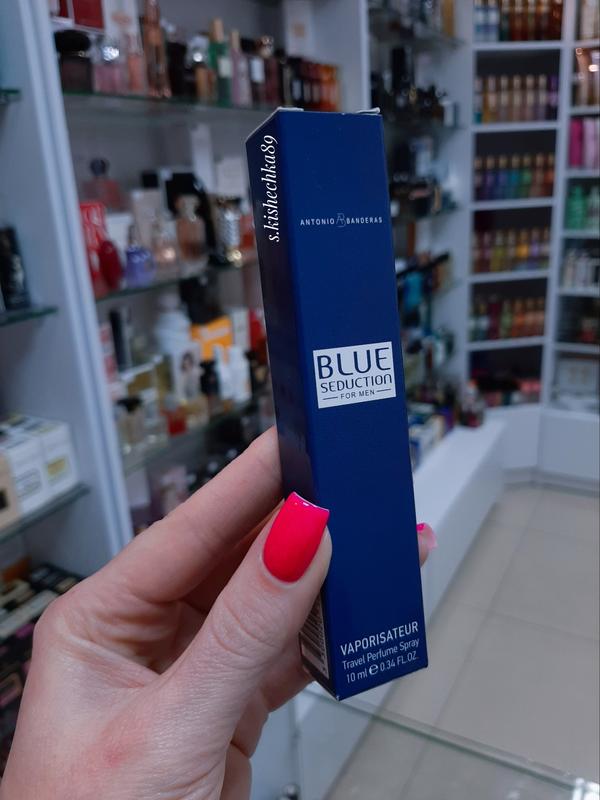 s.kishechka89
ANTONIO BANDERAS
BLUE
SEDUCTION
FOR MEN
VAPORISATEUR
Travel Perfume Spray
10 ml ℮ 0.34 FL.OZ.